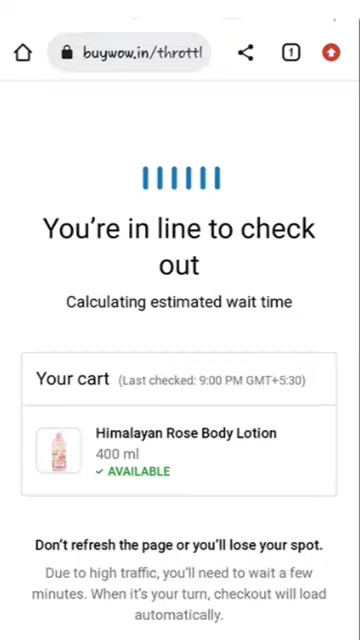 buywow.in/throttl
1
You're in line to check
out
Calculating estimated wait time
Your cart (Last checked: 9:00 PM GMT+5:30)
Himalayan Rose Body Lotion
400 ml
✓ AVAILABLE
Don't refresh the page or you'll lose your spot.
Due to high traffic, you'll need to wait a few
minutes. When it's your turn, checkout will load
automatically.